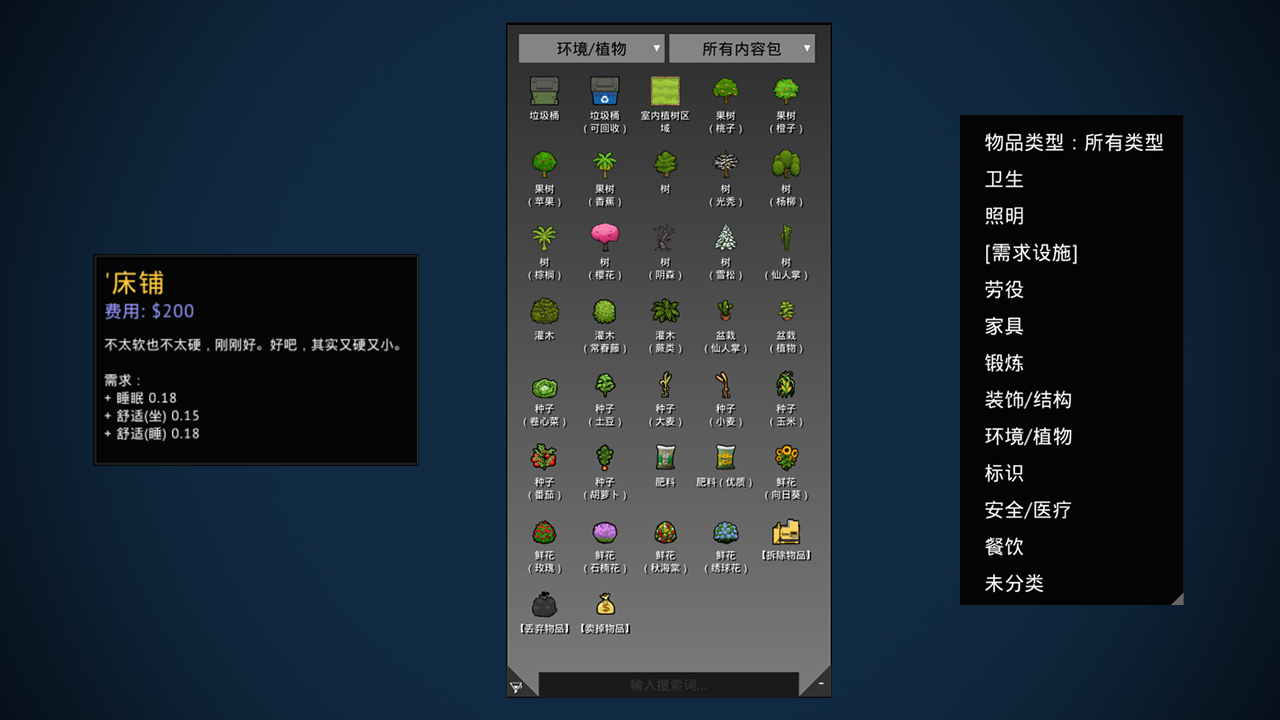 '床铺
费用: $200
不太软也不太硬，刚刚好。好吧，其实又硬又小。
需求：
+ 睡眠 0.18
+ 舒适(坐) 0.15
+ 舒适(睡) 0.18
环境/植物
所有内容包
垃圾桶
垃圾桶
（可回收）
室内植树区
域
果树
（桃子）
果树
（橙子）
果树
（苹果）
果树
（香蕉）
树
树
（光秃）
树
（杨柳）
树
（棕榈）
树
（樱花）
树
（阴森）
树
（雪松）
树
（仙人掌）
灌木
灌木
（常春藤）
灌木
（蕨类）
盆栽
（仙人掌）
盆栽
（植物）
种子
（卷心菜）
种子
（土豆）
种子
（大麦）
种子
（小麦）
种子
（玉米）
种子
（番茄）
种子
（胡萝卜）
肥料
肥料（优质）
鲜花
（向日葵）
鲜花
（玫瑰）
鲜花
（石楠花）
鲜花
（秋海棠）
鲜花
（绣球花）
【拆除物品】
【丢弃物品】
【卖掉物品】
输入搜索词...
物品类型：所有类型
卫生
照明
[需求设施]
劳役
家具
锻炼
装饰/结构
环境/植物
标识
安全/医疗
餐饮
未分类